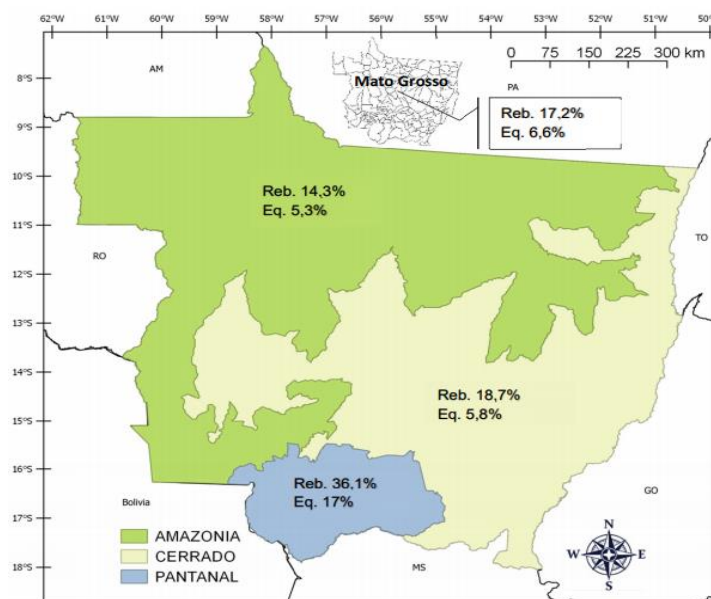 62°W 61°W 60°W 59°W 58°W 57°W 56°W 55°W 54°W 53°W 52°W 51°W 50°
AM
0 75 150 225 300 km
8°S
Mato Grosso
PA
Reb. 17,2%
Eq. 6,6%
9°S
10°S
Reb. 14,3%
Eq. 5,3%
11°S
TO
RO
12°S
13°S
14°S
Reb. 18,7%
Eq. 5,8%
15°S
16°S
Reb. 36,1%
Eq. 17%
Bolivia
GO
17°S
AMAZONIA
CERRADO
PANTANAL
18°S
MS
N
W E
S